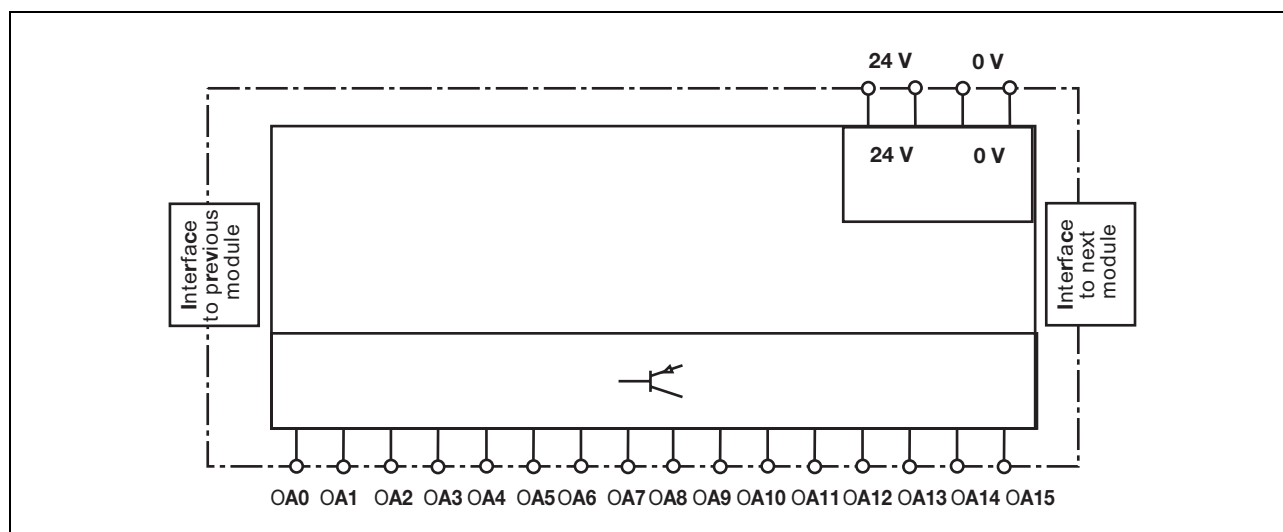 24 V 0 V
24 V 0 V
Interface
to previous
module
Interface
to next
module
OA0 OA1 OA2 OA3 OA4 OA5 OA6 OA7 OA8 OA9 OA10 OA11 OA12 OA13 OA14 OA15